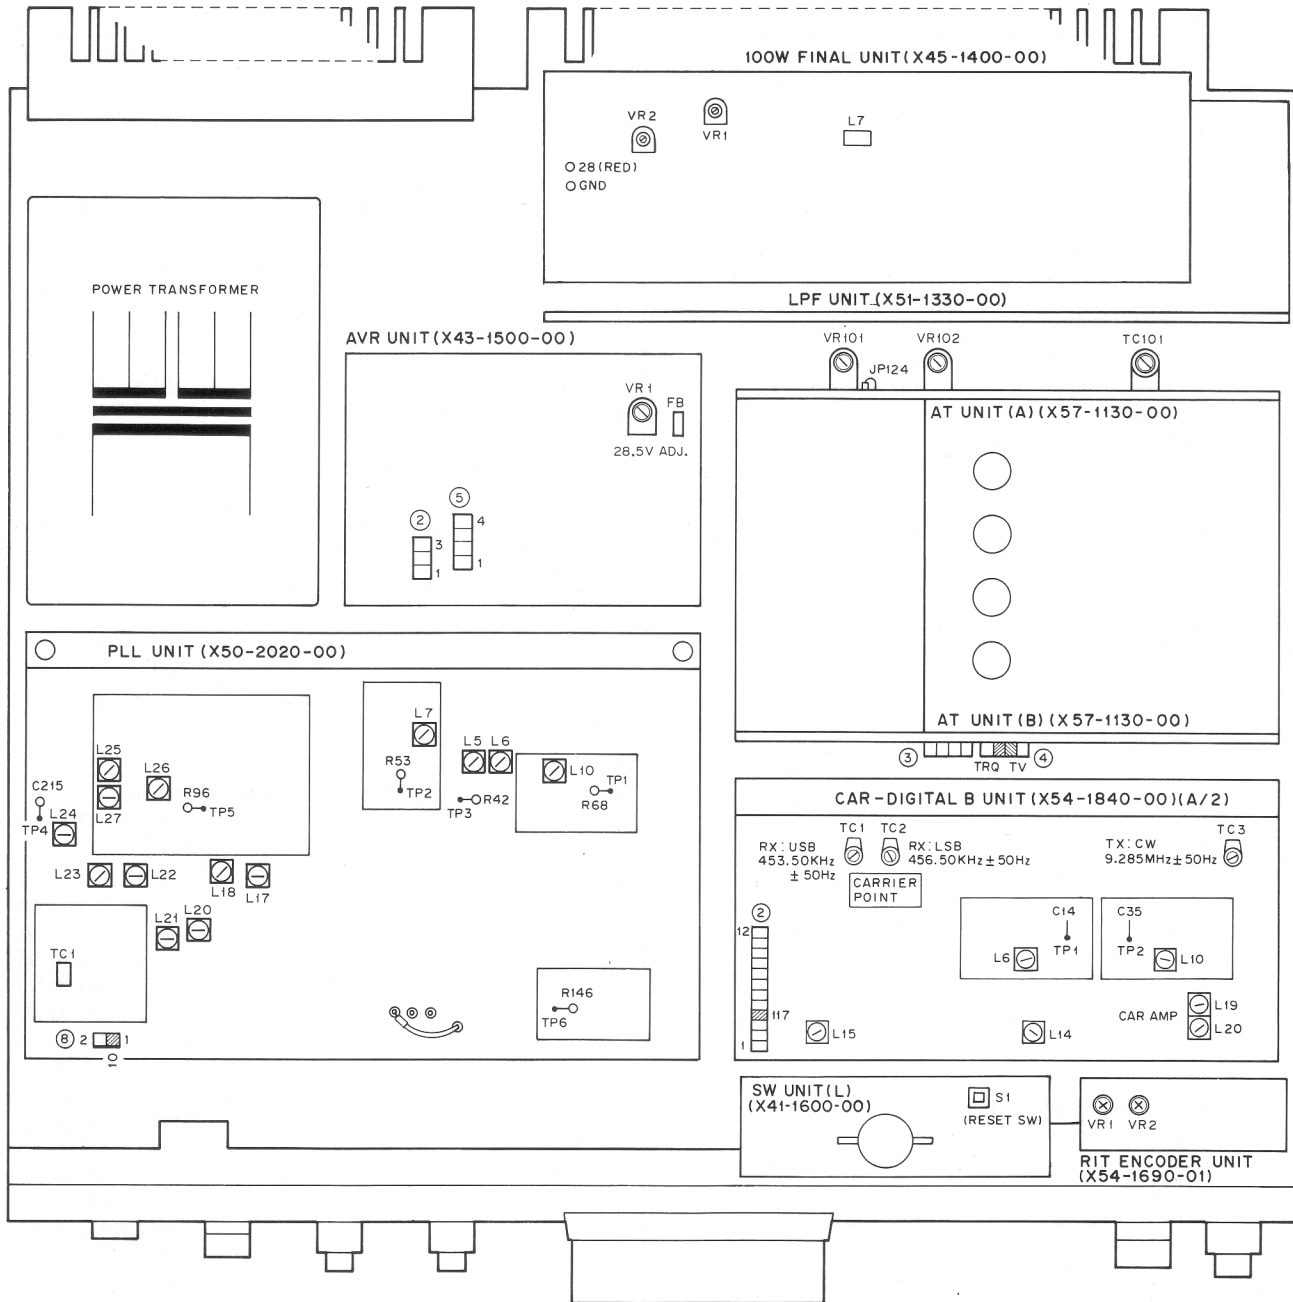 100W FINAL UNIT (X45-1400-00)
VR2
VR1
L7
28(RED)
GND
POWER TRANSFORMER
LPF UNIT (X51-1330-00)
AVR UNIT (X43-1500-00)
VR1
FB
28.5V ADJ.
5
2
4
3
1
1
VR101
JP124
VR102
TC101
AT UNIT (A) (X57-1130-00)
AT UNIT (B) (X57-1130-00)
3
TRQ TV
4
PLL UNIT (X50-2020-00)
L7
L5 L6
L25
L26
R53
TP2
TP3
R42
L10
TP1
R68
C215
TP4
L24
L27
R96
TP5
L23
L22
L18
L17
L21
L20
TC1
R146
TP6
8 2 1
10
CAR-DIGITAL B UNIT (X54-1840-00) (A/2)
TC1
TC2
TC3
RX:USB
453.50KHz
±50Hz
RX:LSB
456.50KHz±50Hz
TX:CW
9.285MHz±50Hz
CARRIER
POINT
2
12
117
1
C14
TP1
L6
C35
TP2
L10
CAR AMP
L19
L20
L15
L14
SW UNIT(L)
(X41-1600-00)
S1
(RESET SW)
VR1 VR2
RIT ENCODER UNIT
(X54-1690-01)